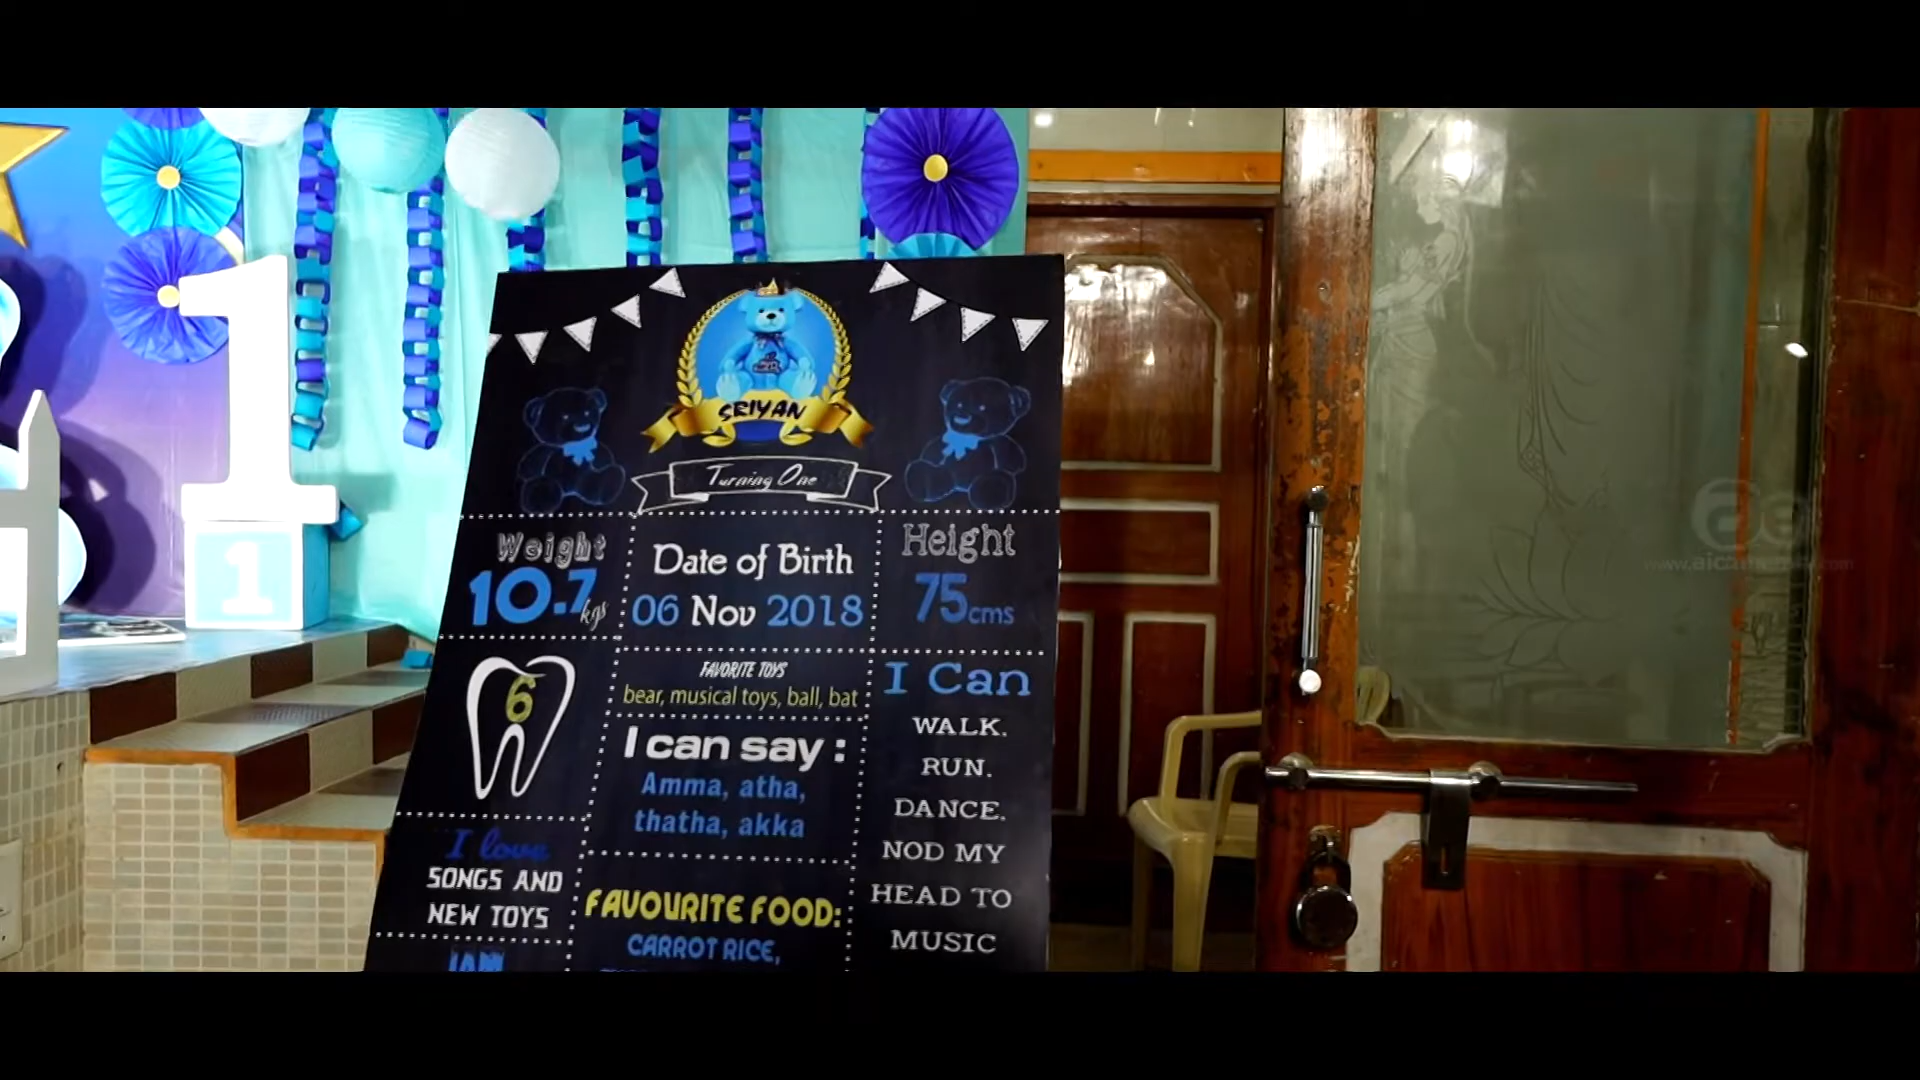 SRIYAN
Turning One
Weight
10.7 kgs
Date of Birth
06 Nov 2018
Height
75cms
6
FAVORITE TOYS
bear, musical toys, ball, bat
I can say :
Amma, atha,
thatha, akka
I Can
WALK.
RUN.
DANCE.
NOD MY
HEAD TO
MUSIC
I love
SONGS AND
NEW TOYS
FAVOURITE FOOD:
CARROT RICE,
1
1